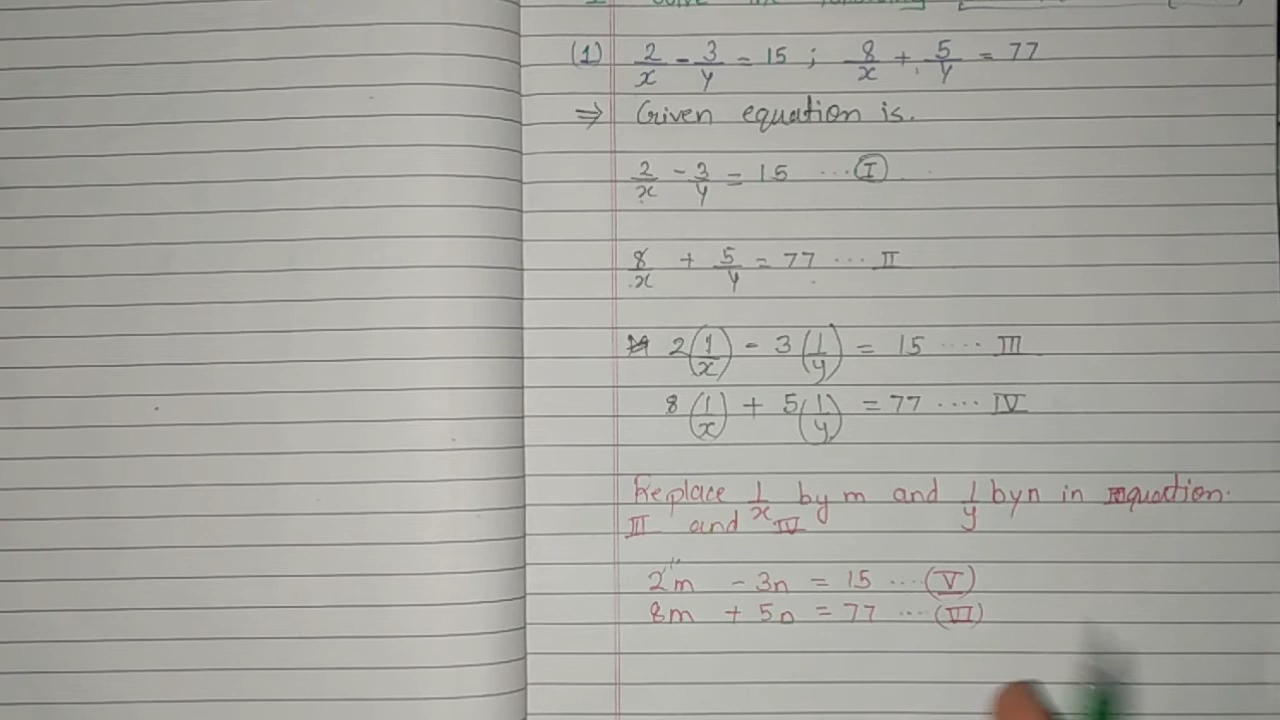 (1) 2/x - 3/y = 15 ; 8/x + 5/y = 77
⇒ Given equation is.
2/x - 3/y = 15 ... (I)
8/x + 5/y = 77 ... II
2(1/x) - 3(1/y) = 15 .... III
8(1/x) + 5(1/y) = 77 .... IV
Replace 1/x by m and 1/y by n in equation.
III and IV
2m - 3n = 15 ... (V)
8m + 5n = 77 ... (VI)